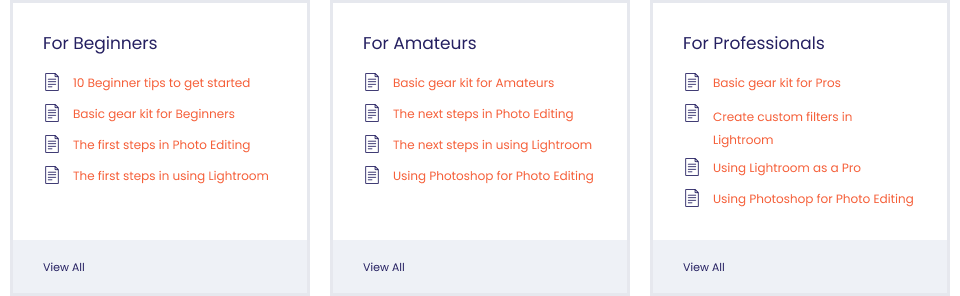 For Beginners
10 Beginner tips to get started
Basic gear kit for Beginners
The first steps in Photo Editing
The first steps in using Lightroom
View All
For Amateurs
Basic gear kit for Amateurs
The next steps in Photo Editing
The next steps in using Lightroom
Using Photoshop for Photo Editing
View All
For Professionals
Basic gear kit for Pros
Create custom filters in
Lightroom
Using Lightroom as a Pro
Using Photoshop for Photo Editing
View All